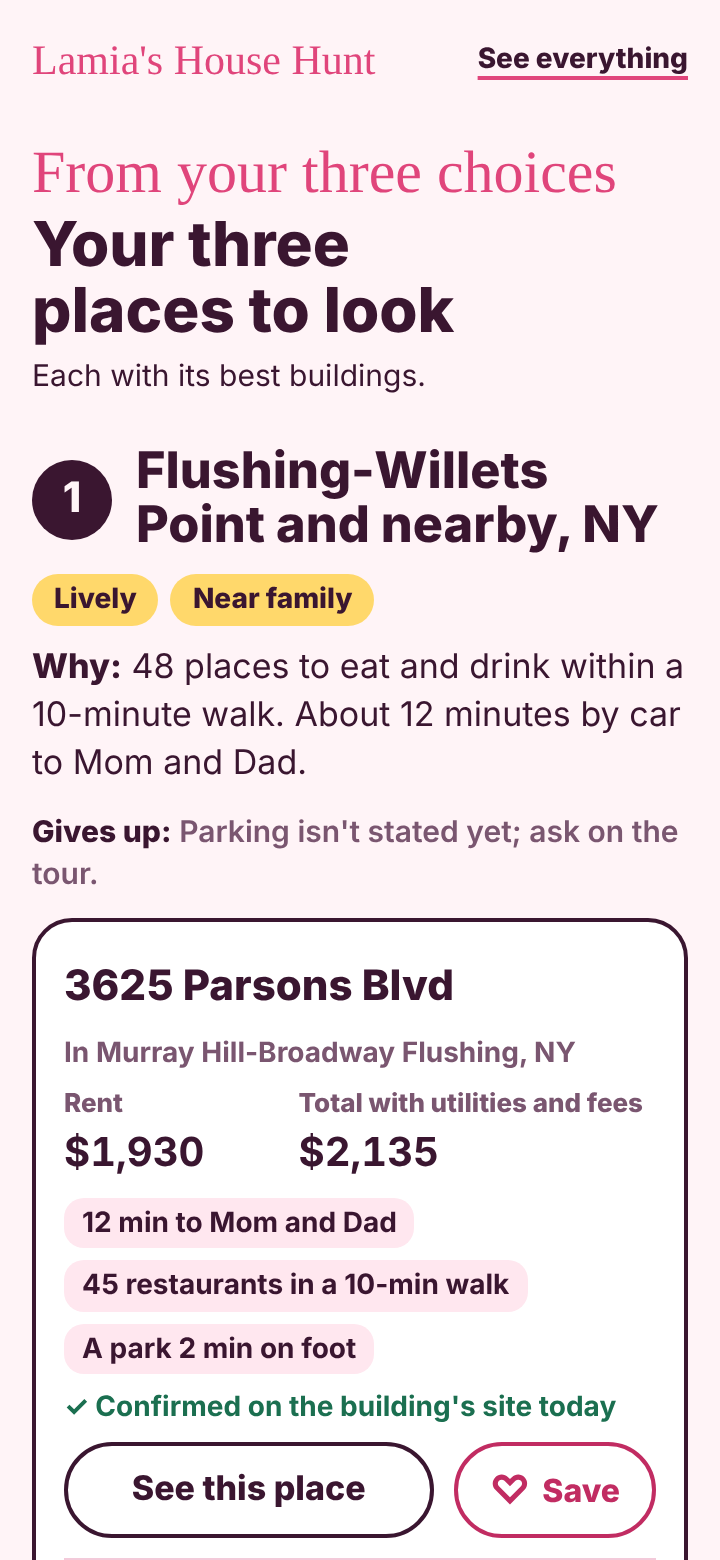 Lamia's House Hunt
See everything
From your three choices
Your three
places to look
Each with its best buildings.
1
Flushing-Willets
Point and nearby, NY
Lively
Near family
Why: 48 places to eat and drink within a
10-minute walk. About 12 minutes by car
to Mom and Dad.
Gives up: Parking isn't stated yet; ask on the
tour.
3625 Parsons Blvd
In Murray Hill-Broadway Flushing, NY
Rent
Total with utilities and fees
$1,930
$2,135
12 min to Mom and Dad
45 restaurants in a 10-min walk
A park 2 min on foot
✓ Confirmed on the building's site today
See this place
♡ Save